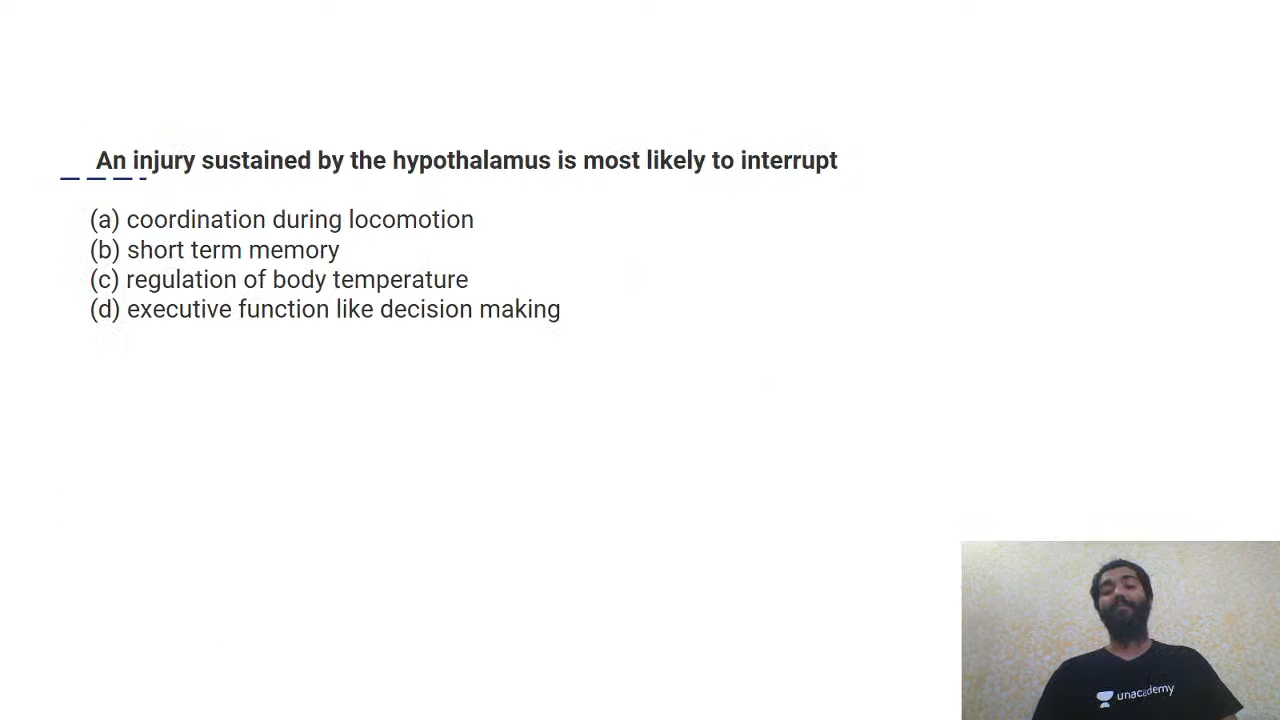 An injury sustained by the hypothalamus is most likely to interrupt
(a) coordination during locomotion
(b) short term memory
(c) regulation of body temperature
(d) executive function like decision making
unacademy